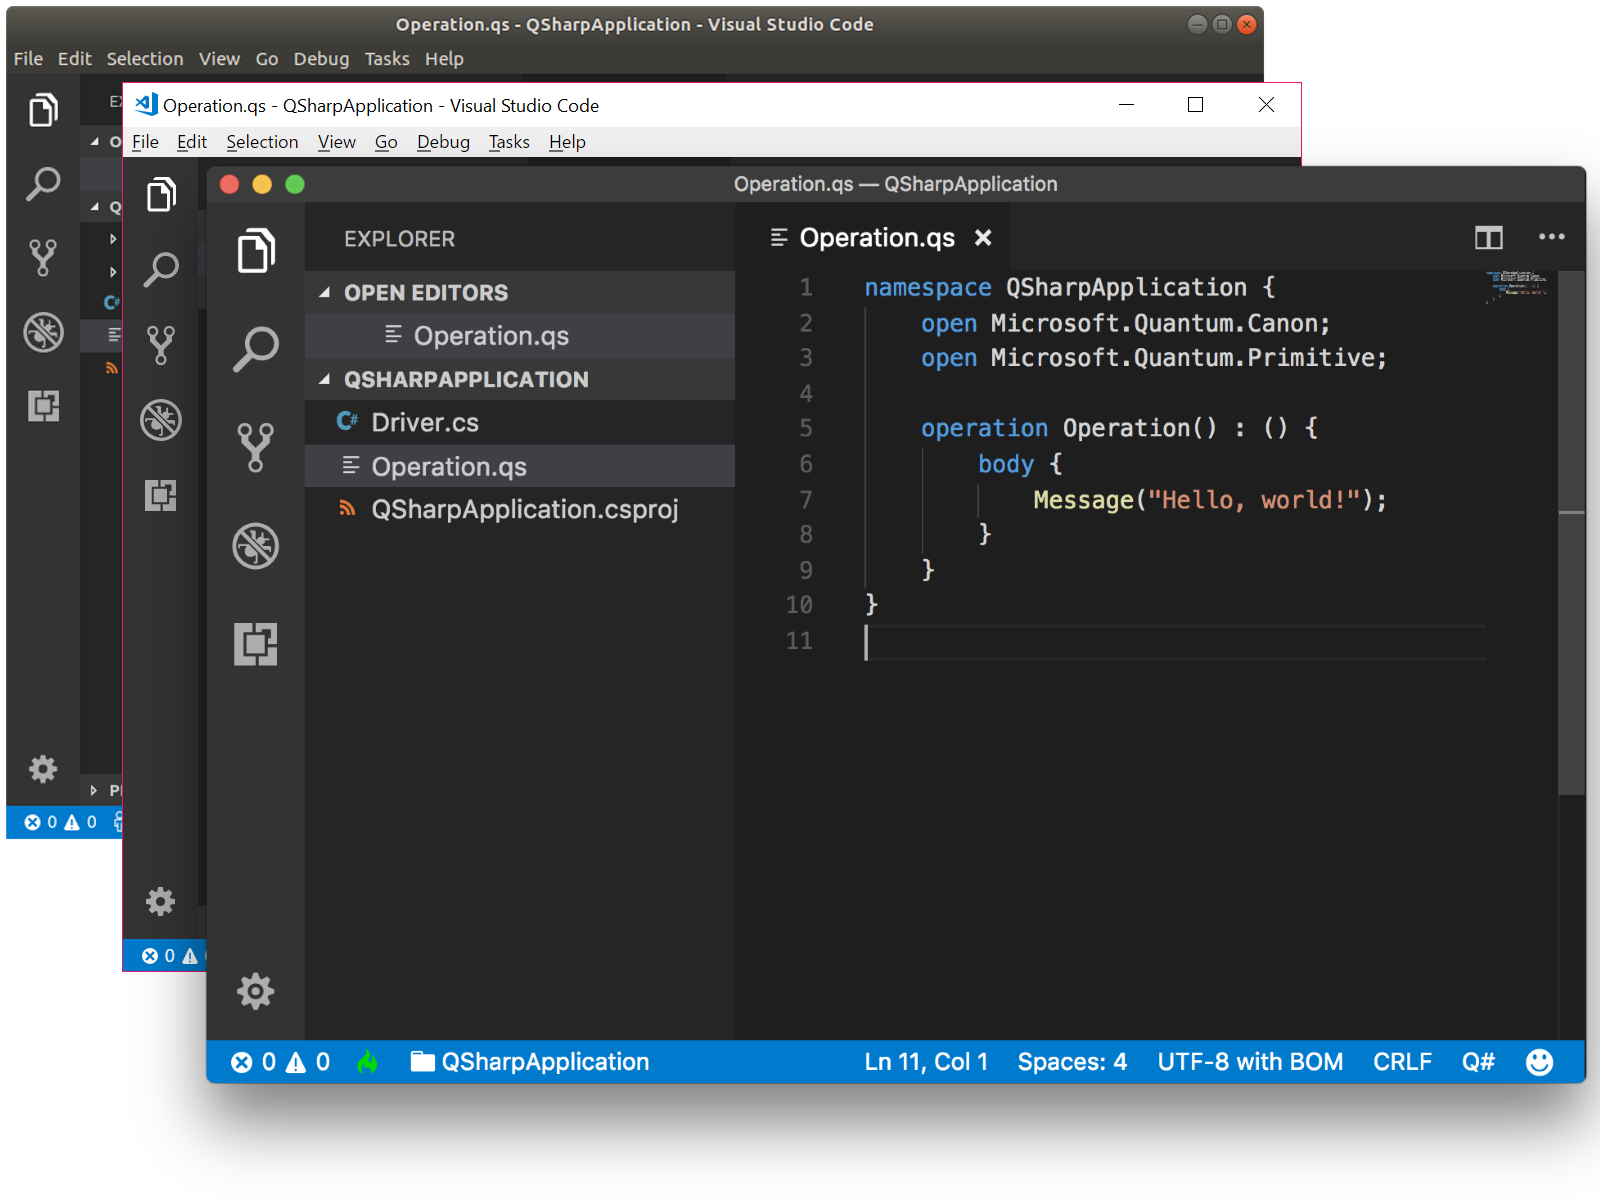 Operation.qs - QSharpApplication - Visual Studio Code
File Edit Selection View Go Debug Tasks Help
Operation.qs - QSharpApplication - Visual Studio Code
File Edit Selection View Go Debug Tasks Help
Operation.qs — QSharpApplication
EXPLORER
OPEN EDITORS
Operation.qs
QSHARPAPPLICATION
C# Driver.cs
Operation.qs
QSharpApplication.csproj
Operation.qs
1 namespace QSharpApplication {
2 open Microsoft.Quantum.Canon;
3 open Microsoft.Quantum.Primitive;
4
5 operation Operation() : () {
6 body {
7 Message("Hello, world!");
8 }
9 }
10 }
11
C#
0 0
0
0 0 QSharpApplication Ln 11, Col 1 Spaces: 4 UTF-8 with BOM CRLF Q#